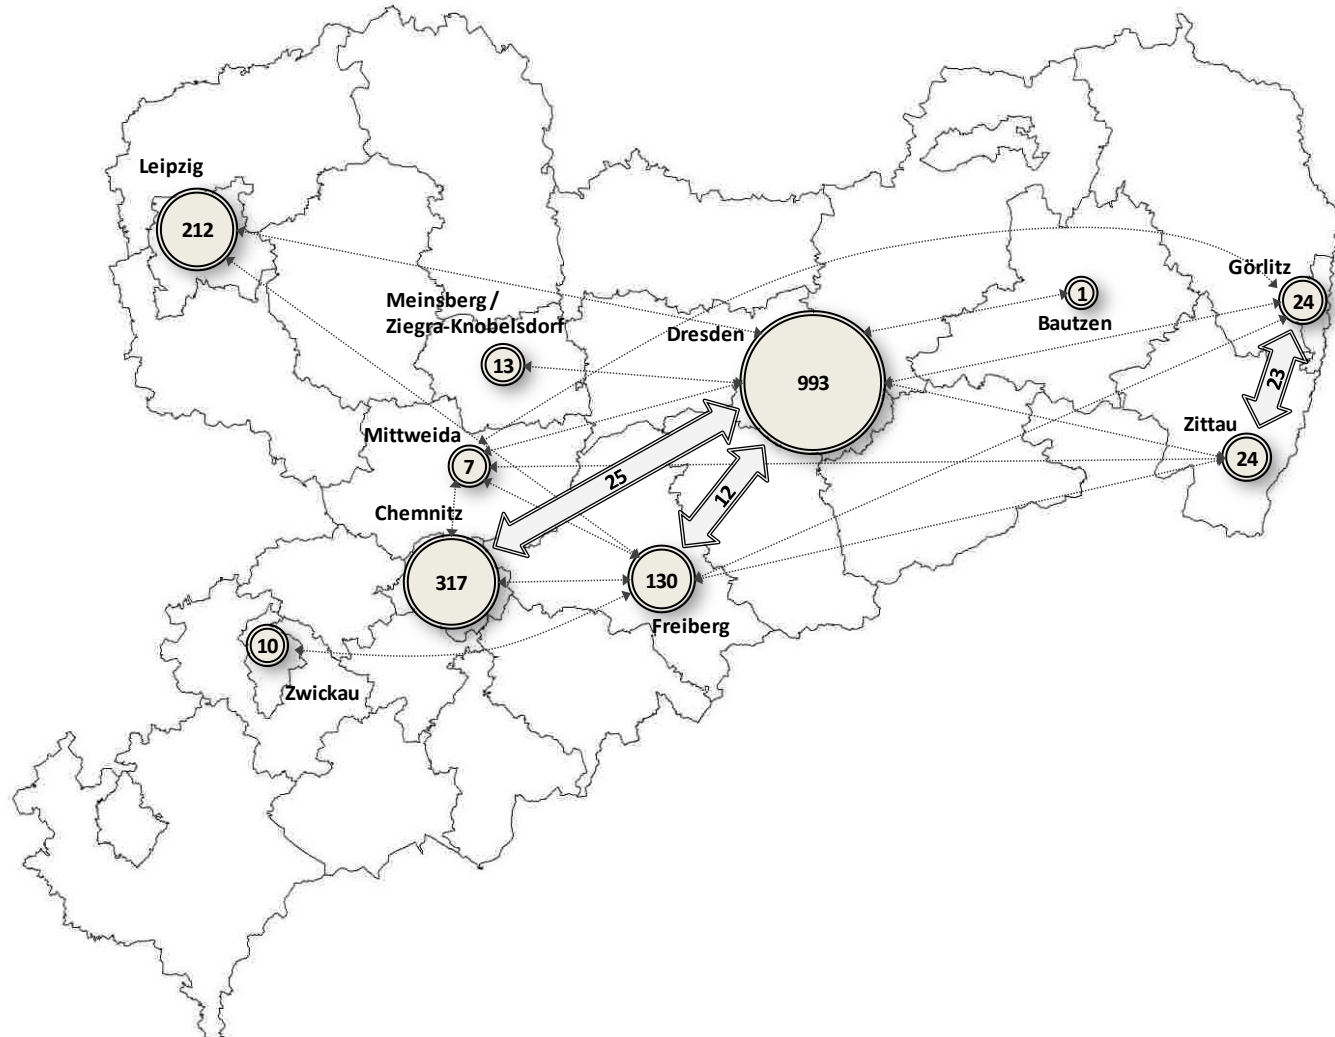 Leipzig
212
Meinsberg /
Ziegra-Knobelsdorf
13
Dresden
993
1
Bautzen
Görlitz
24
23
Zittau
24
Mittweida
7
25
12
Chemnitz
317
130
Freiberg
10
Zwickau